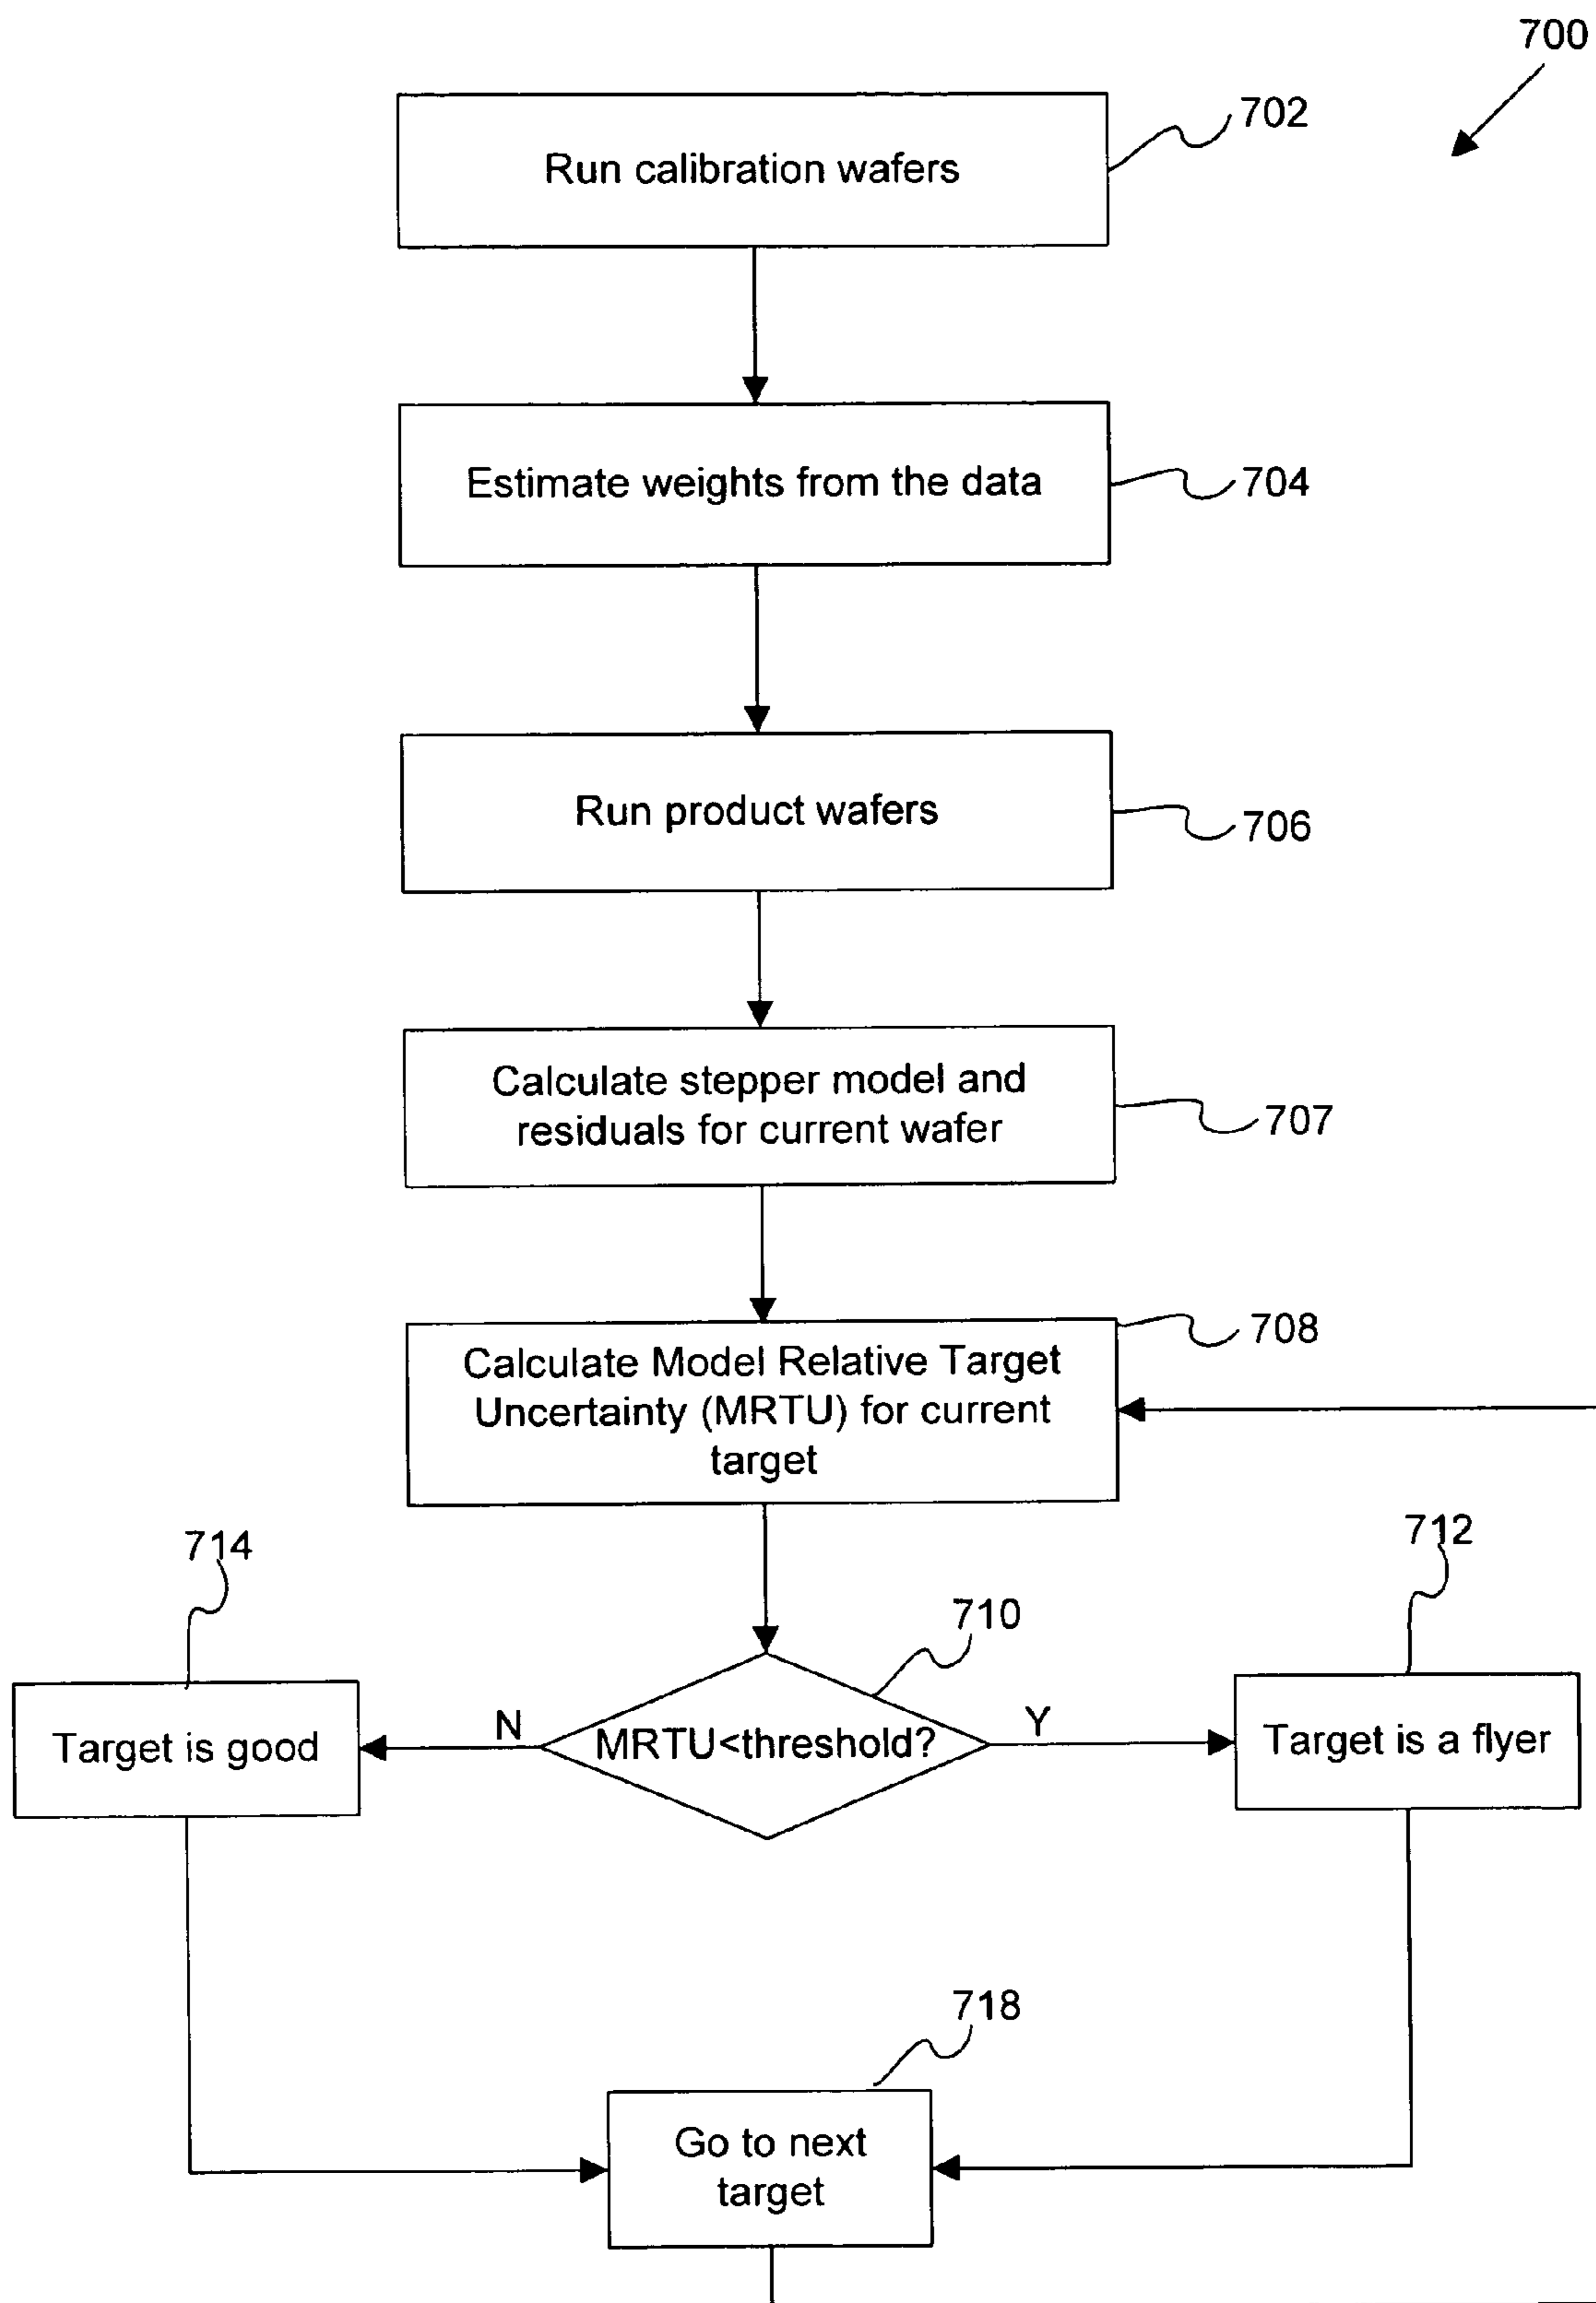 700
702
Run calibration wafers
Estimate weights from the data
704
Run product wafers
706
Calculate stepper model and
residuals for current wafer
707
708
Calculate Model Relative Target
Uncertainty (MRTU) for current
target
714
712
710
Target is good
N
MRTU<threshold?
Y
Target is a flyer
718
Go to next
target